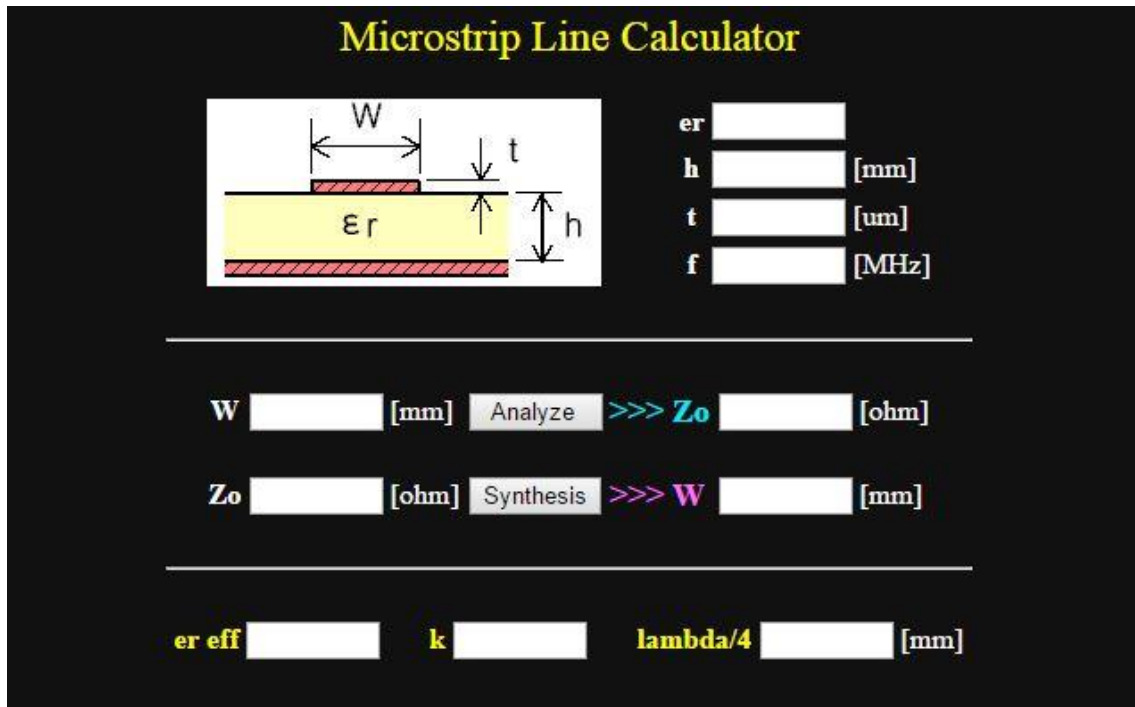 Microstrip Line Calculator
W
t
εr
h
er
h [mm]
t [um]
f [MHz]
W [mm] Analyze >>> Zo [ohm]
Zo [ohm] Synthesis >>> W [mm]
er eff k lambda/4 [mm]